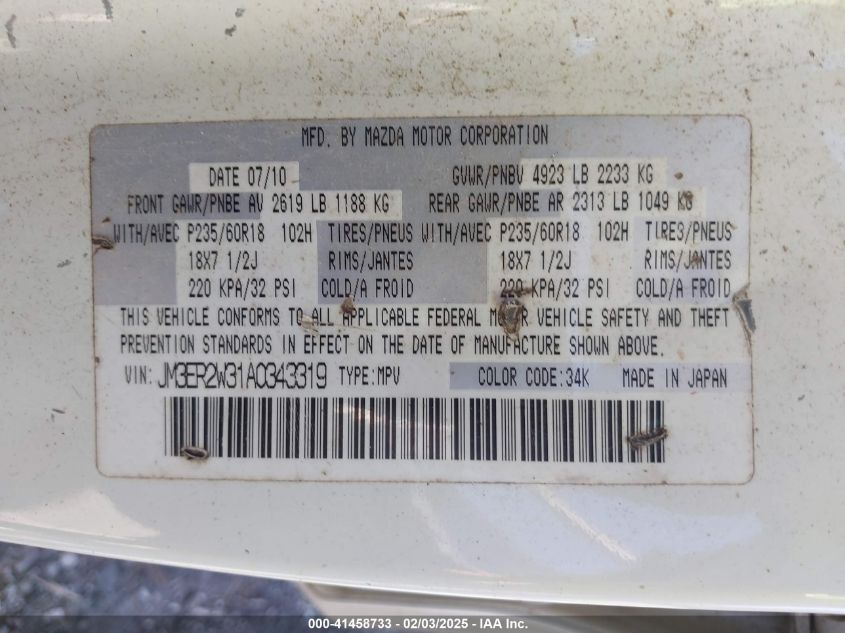 MFD. BY MAZDA MOTOR CORPORATION
DATE 07/10 GVWR/PNBV 4923 LB 2233 KG
FRONT GAWR/PNBE AV 2619 LB 1188 KG REAR GAWR/PNBE AR 2313 LB 1049 KG
WITH/AVEC P235/60R18 102H TIRES/PNEUS WITH/AVEC P235/60R18 102H TIRES/PNEUS
18X7 1/2J RIMS/JANTES 18X7 1/2J RIMS/JANTES
220 KPA/32 PSI COLD/A FROID 220 KPA/32 PSI COLD/A FROID
THIS VEHICLE CONFORMS TO ALL APPLICABLE FEDERAL MOTOR VEHICLE SAFETY AND THEFT
PREVENTION STANDARDS IN EFFECT ON THE DATE OF MANUFACTURE SHOWN ABOVE.
VIN: JM3ER2W31A0343319 TYPE:MPV COLOR CODE:34K MADE IN JAPAN
000-41458733 - 02/03/2025 - IAA Inc.